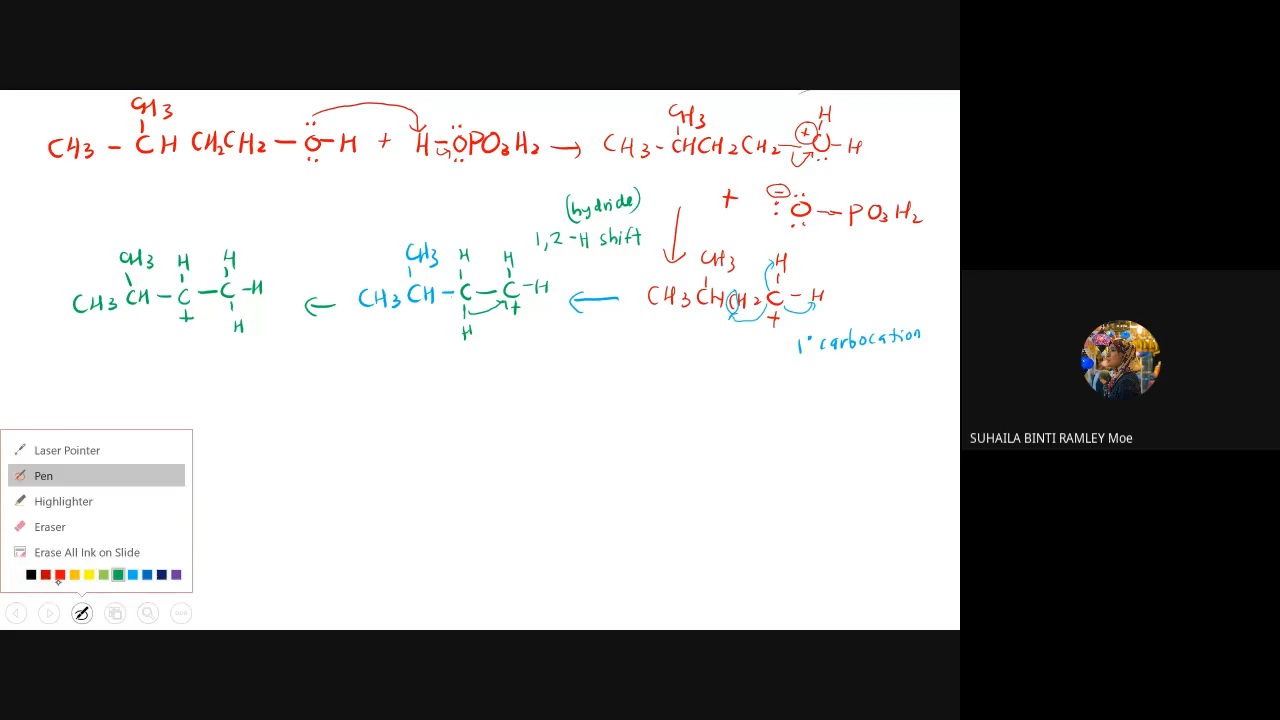 CH3
CH3 - CH CH2CH2 - O - H + H - OPO3H2 → CH3 - CHCH2CH2 - O - H
CH3
H
+
+ - O - PO3H2
(hydride)
1,2-H shift
CH3 H H
CH3 CH - C - C - H
+ H
CH3 H H
CH3 CH - C - C - H
H +
CH3 H
CH3 CH CH2 C - H
+
1° carbocation
Laser Pointer
Pen
Highlighter
Eraser
Erase All Ink on Slide
SUHAILA BINTI RAMLEY Moe